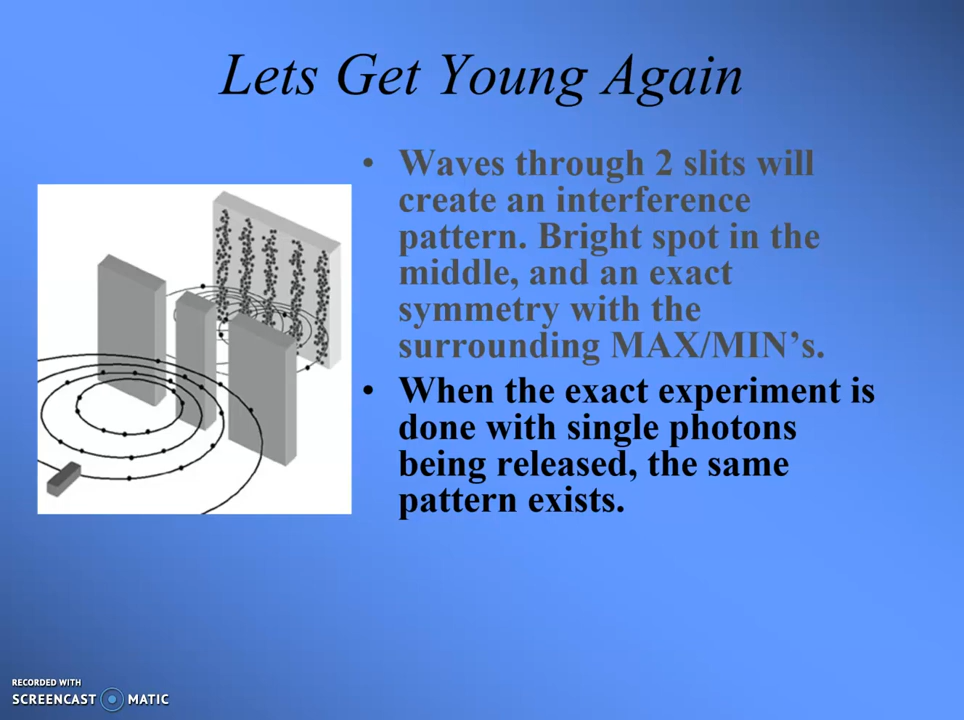 Lets Get Young Again
• Waves through 2 slits will
create an interference
pattern. Bright spot in the
middle, and an exact
symmetry with the
surrounding MAX/MIN’s.
• When the exact experiment is
done with single photons
being released, the same
pattern exists.
RECORDED WITH
SCREENCAST MATIC